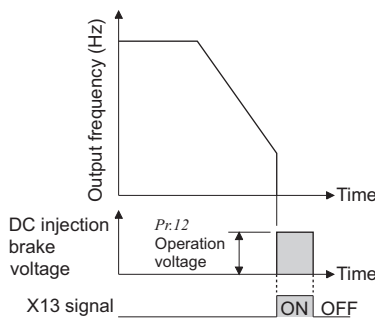 Output frequency (Hz)
Time
DC injection
brake
voltage
Pr.12
Operation
voltage
Time
X13 signal
ON
OFF